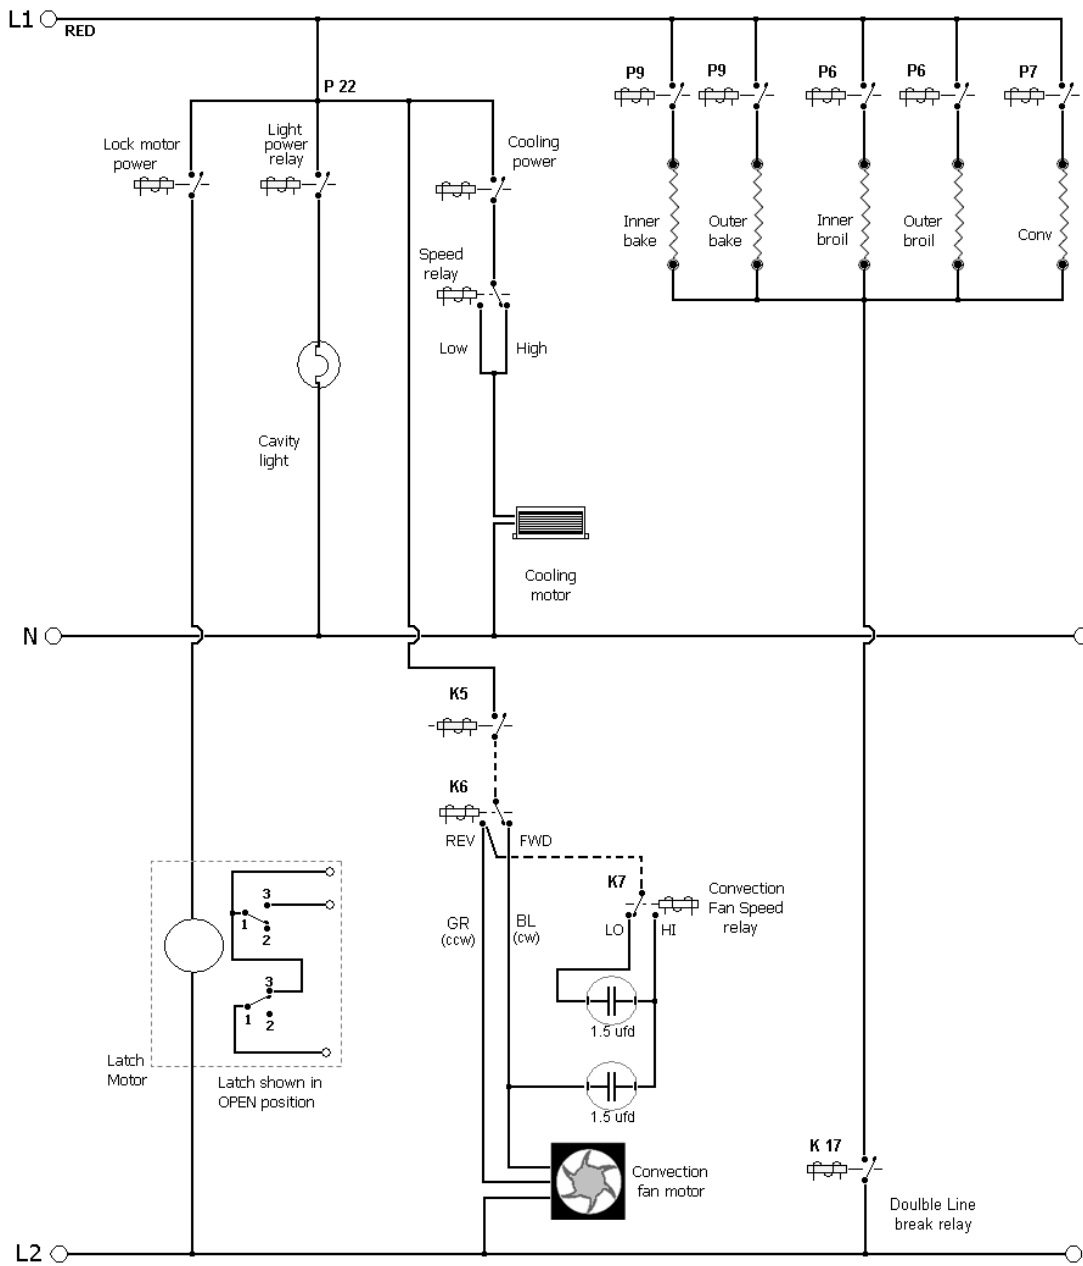 L1
RED
P 22
P9
P9
P6
P6
P7
Lock motor
power
Light
power
relay
Cooling
power
Speed
relay
Inner
bake
Outer
bake
Inner
broil
Outer
broil
Conv
Low
High
Cavity
light
Cooling
motor
N
K5
K6
REV
FWD
K7
Convection
Fan Speed
relay
LO
HI
GR
(ccw)
BL
(cw)
3
1
2
3
1
2
1.5 ufd
Latch
Motor
Latch shown in
OPEN position
1.5 ufd
Convection
fan motor
K 17
Doulble Line
break relay
L2